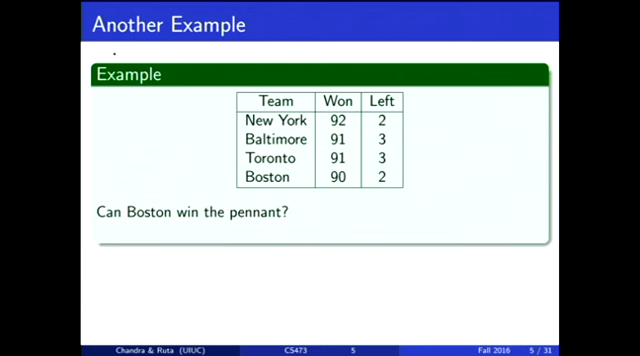 Another Example
Example
Team Won Left
New York 92 2
Baltimore 91 3
Toronto 91 3
Boston 90 2
Can Boston win the pennant?
Chandra & Ruta (UIUC) CS473 5 Fall 2016 5 / 31